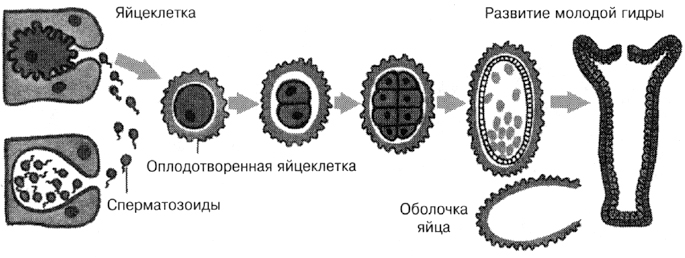 Яйцеклетка
Развитие молодой гидры
Оплодотворенная яйцеклетка
Сперматозоиды
Оболочка
яйца